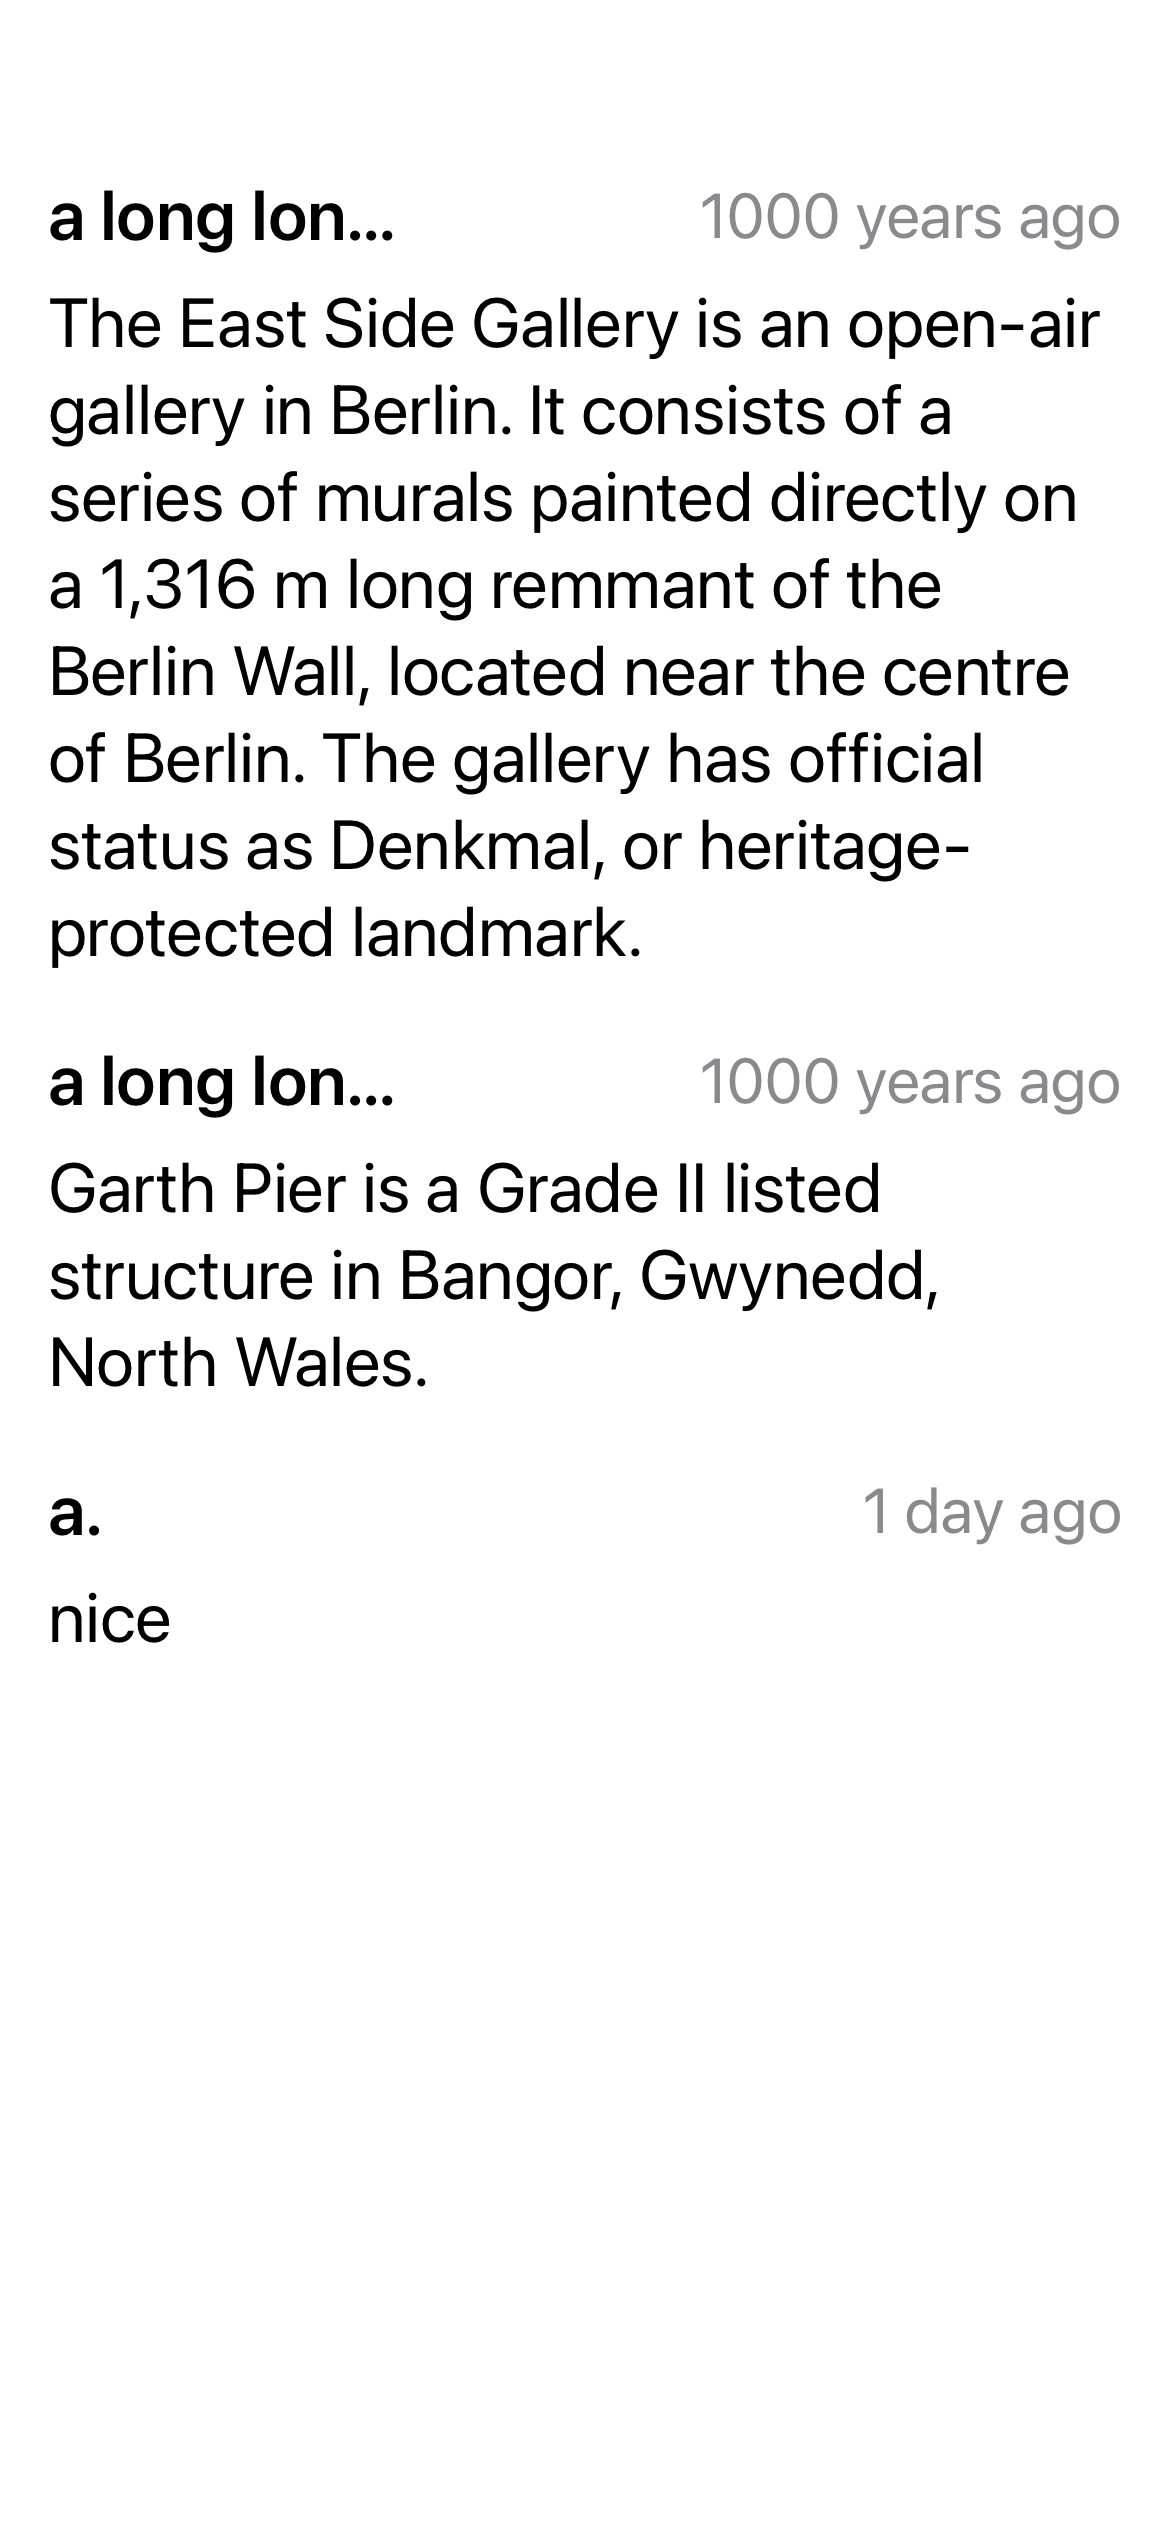 a long lon...
1000 years ago
The East Side Gallery is an open-air
gallery in Berlin. It consists of a
series of murals painted directly on
a 1,316 m long remmant of the
Berlin Wall, located near the centre
of Berlin. The gallery has official
status as Denkmal, or heritage-
protected landmark.
a long lon...
1000 years ago
Garth Pier is a Grade II listed
structure in Bangor, Gwynedd,
North Wales.
a.
1 day ago
nice